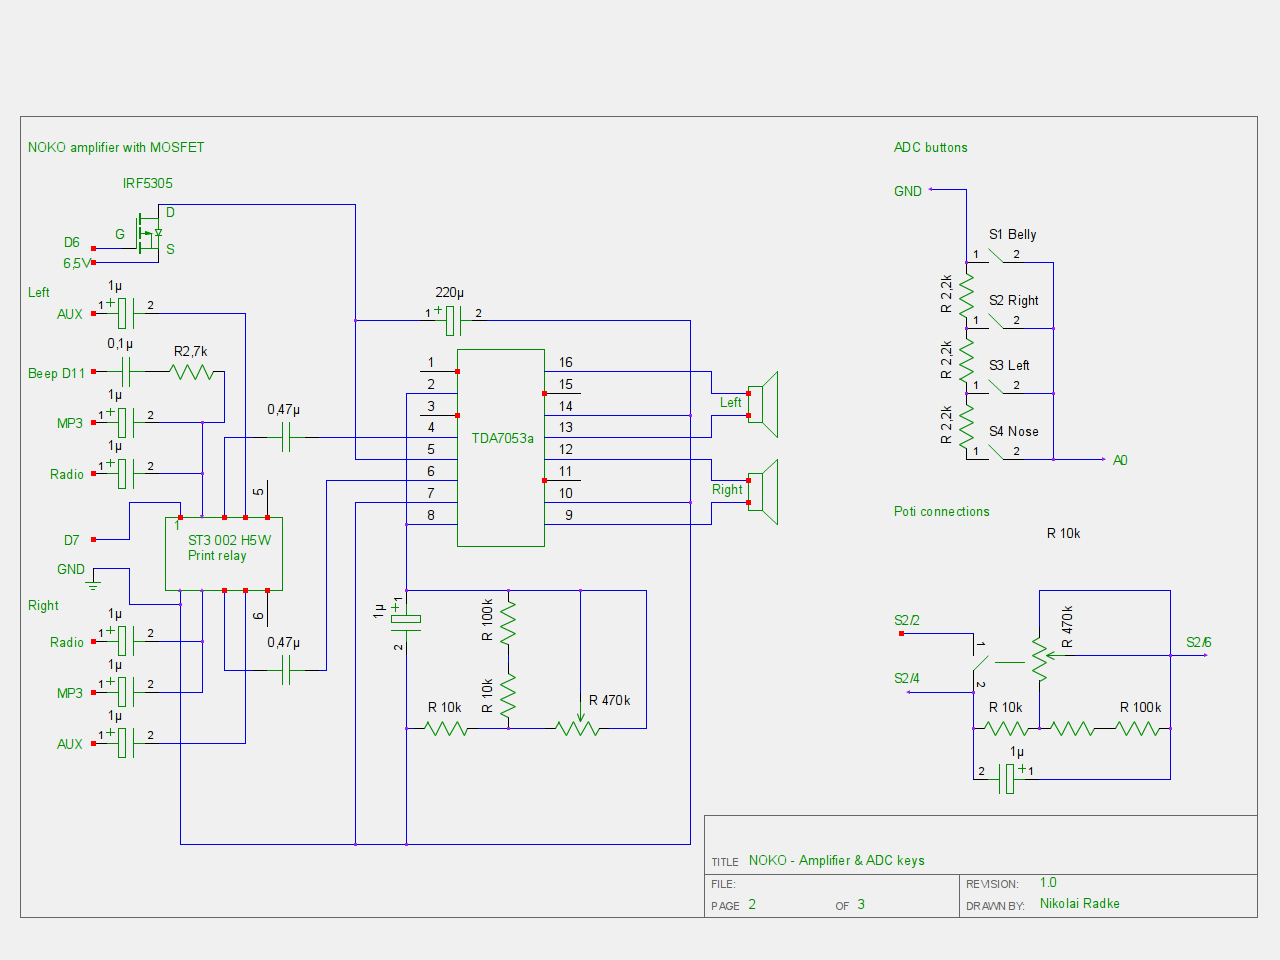 NOKO amplifier with MOSFET
IRF5305
D
G
S
D6
6,5V
Left
1µ
AUX
1
+
2
0,1µ
Beep D11
R2,7k
1µ
MP3
1
+
2
1µ
Radio
1
+
2
0,47µ
5
1
ST3 002 H5W
Print relay
D7
GND
Right
6
0,47µ
1µ
Radio
1
+
2
1µ
MP3
1
+
2
1µ
AUX
1
+
2
220µ
1
+
2
1
2
3
4
5
6
7
8
TDA7053a
16
15
14
13
12
11
10
9
Left
Right
1µ
+
1
2
R 100k
R 10k
R 10k
R 470k
ADC buttons
GND
S1 Belly
1
2
R 2,2k
S2 Right
1
2
R 2,2k
S3 Left
1
2
R 2,2k
S4 Nose
1
2
A0
Poti connections
R 10k
S2/2
1
2
S2/4
R 470k
S2/6
R 10k
R 100k
1µ
2
+
1
TITLE NOKO - Amplifier & ADC keys
FILE:
PAGE 2 OF 3
REVISION: 1.0
DRAWN BY: Nikolai Radke